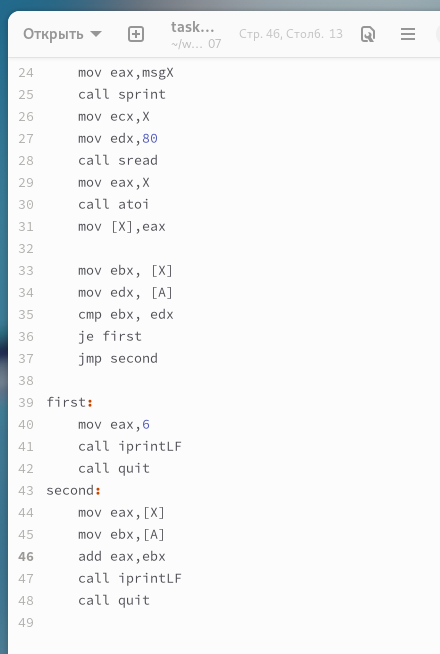 Открыть
task...
~/w... 07
Стр. 46, Столб. 13
24 mov eax,msgX
25 call sprint
26 mov ecx,X
27 mov edx,80
28 call sread
29 mov eax,X
30 call atoi
31 mov [X],eax
32
33 mov ebx, [X]
34 mov edx, [A]
35 cmp ebx, edx
36 je first
37 jmp second
38
39 first:
40 mov eax,6
41 call iprintLF
42 call quit
43 second:
44 mov eax,[X]
45 mov ebx,[A]
46 add eax,ebx
47 call iprintLF
48 call quit
49